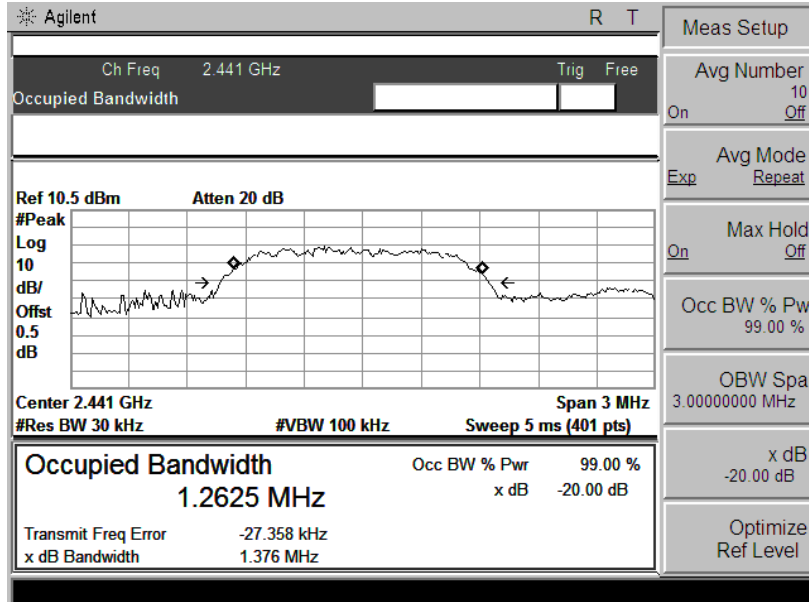 Agilent R T
Ch Freq 2.441 GHz Trig Free
Occupied Bandwidth
Ref 10.5 dBm Atten 20 dB
#Peak
Log
10
dB/
Offst
0.5
dB
Center 2.441 GHz Span 3 MHz
#Res BW 30 kHz #VBW 100 kHz Sweep 5 ms (401 pts)
Occupied Bandwidth
1.2625 MHz
Occ BW % Pwr 99.00 %
x dB -20.00 dB
Transmit Freq Error -27.358 kHz
x dB Bandwidth 1.376 MHz
Meas Setup
Avg Number
10
On Off
Avg Mode
Exp Repeat
Max Hold
On Off
Occ BW % Pw
99.00 %
OBW Spa
3.00000000 MHz
x dB
-20.00 dB
Optimize
Ref Level